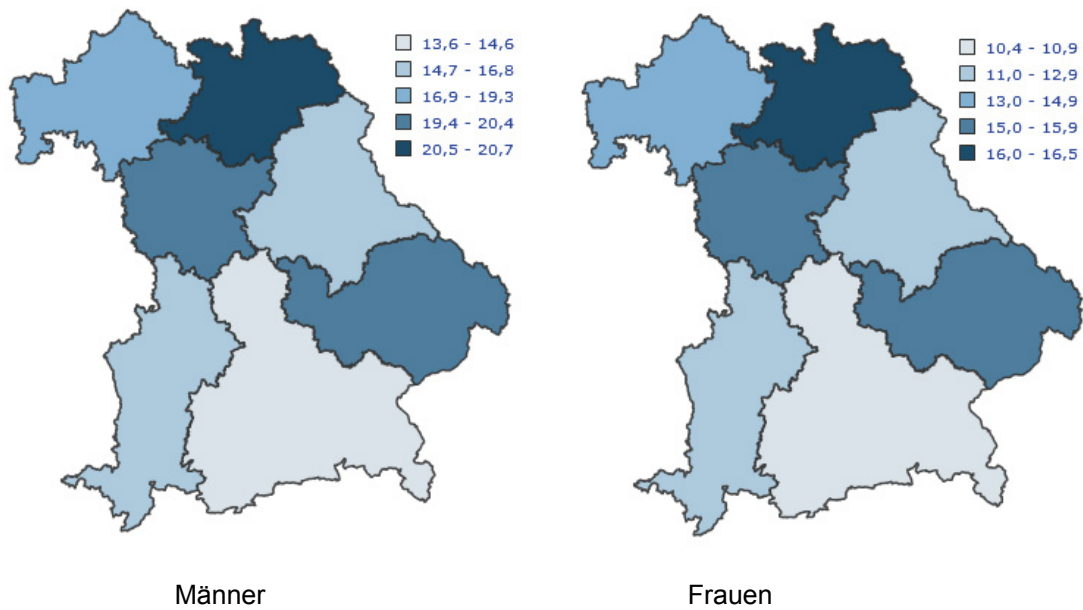 13,6 - 14,6
14,7 - 16,8
16,9 - 19,3
19,4 - 20,4
20,5 - 20,7
10,4 - 10,9
11,0 - 12,9
13,0 - 14,9
15,0 - 15,9
16,0 - 16,5
Männer
Frauen